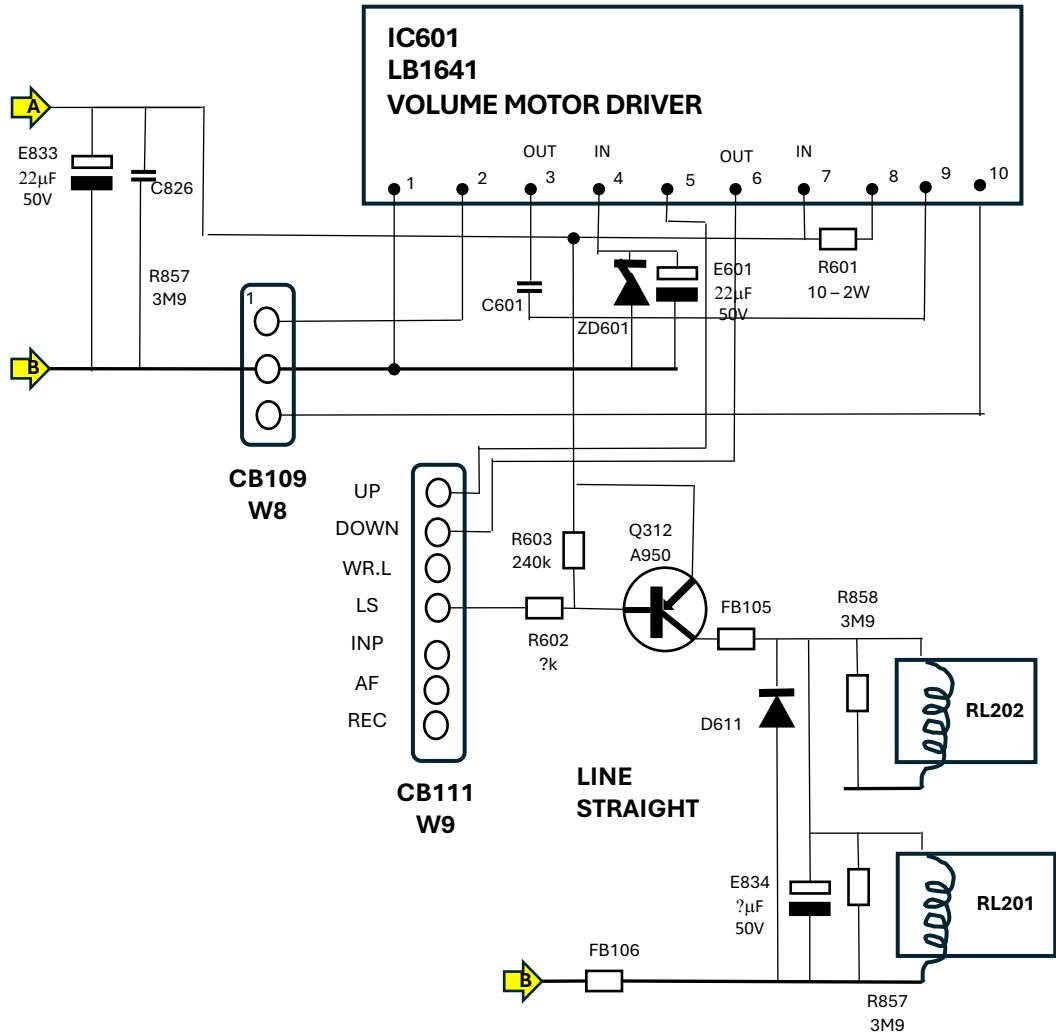 IC601
LB1641
VOLUME MOTOR DRIVER
A
E833
22µF
50V
C826
OUT
IN
OUT
IN
1
2
3
4
5
6
7
8
9
10
R857
3M9
1
C601
ZD601
E601
22µF
50V
R601
10 – 2W
B
CB109
W8
UP
DOWN
WR.L
LS
INP
AF
REC
CB111
W9
R603
240k
R602
?k
Q312
A950
FB105
R858
3M9
RL202
D611
LINE
STRAIGHT
E834
?µF
50V
RL201
FB106
B
R857
3M9